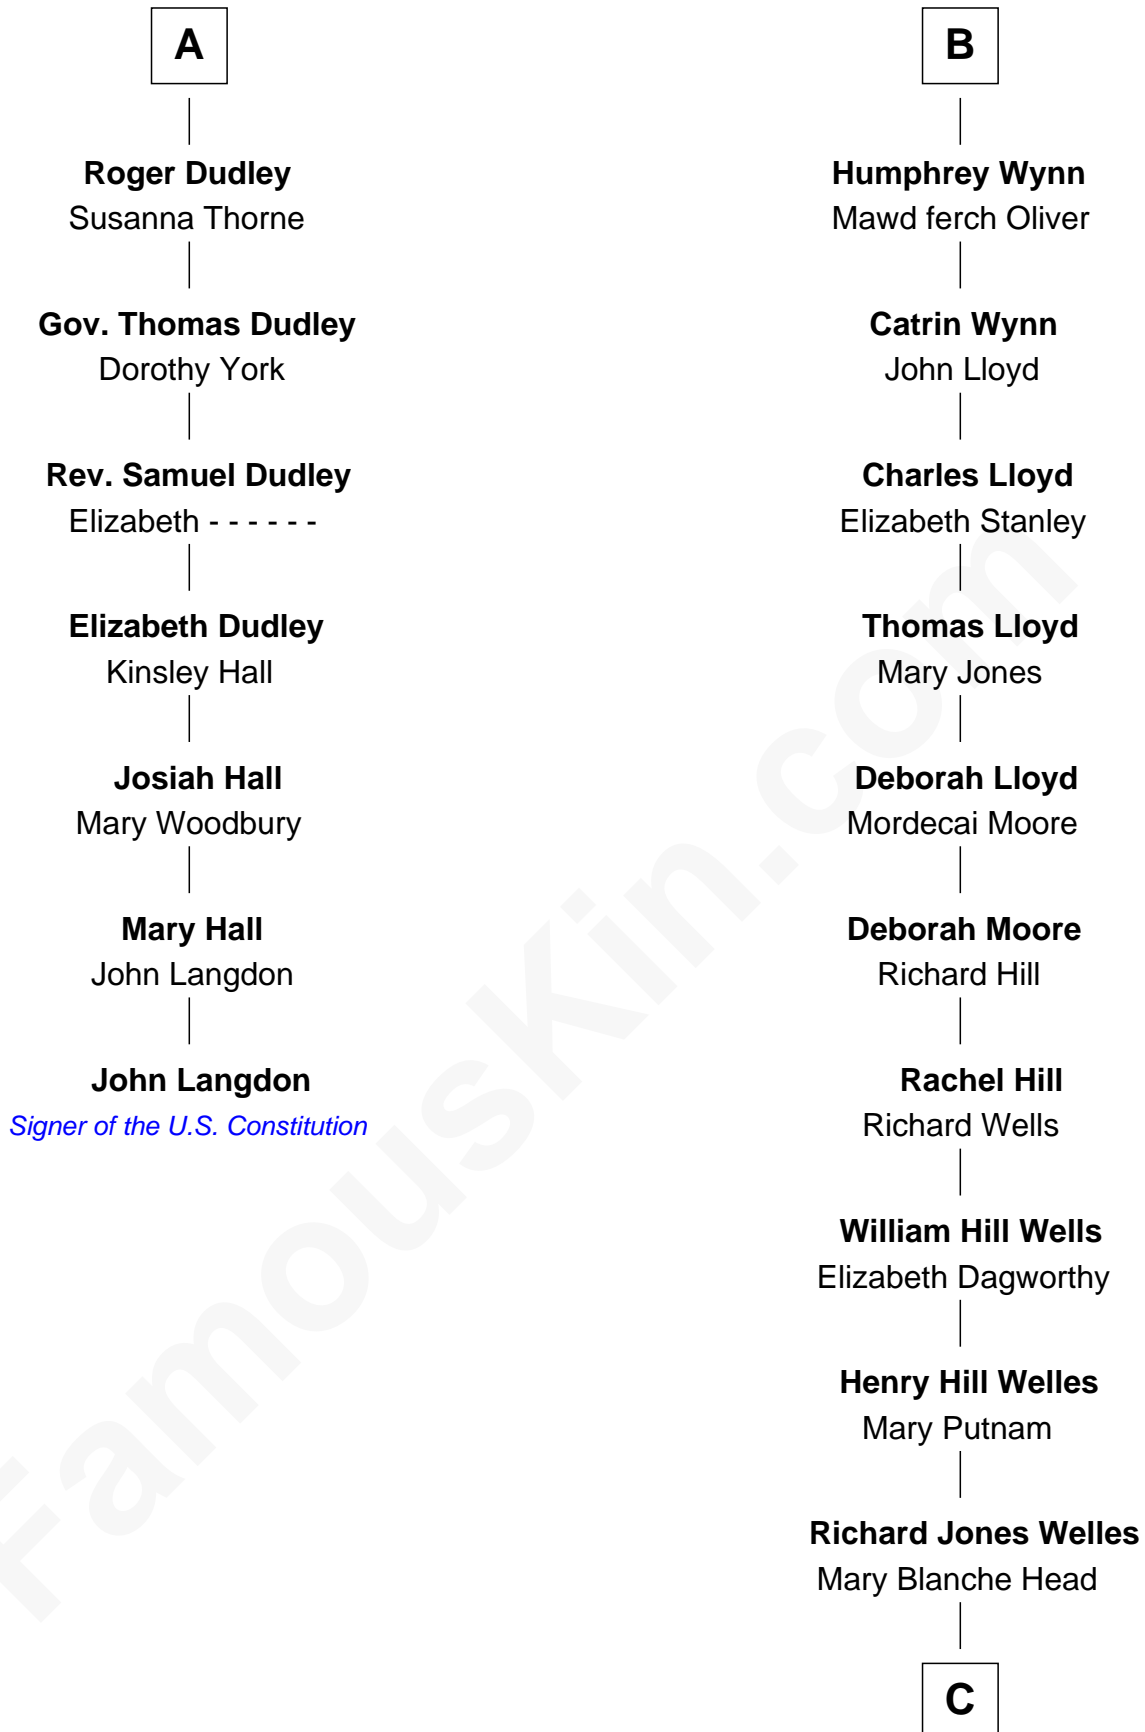 A
Roger Dudley
Susanna Thorne
Gov. Thomas Dudley
Dorothy York
Rev. Samuel Dudley
Elizabeth - - - - - -
Elizabeth Dudley
Kinsley Hall
Josiah Hall
Mary Woodbury
Mary Hall
John Langdon
John Langdon
Signer of the U.S. Constitution
B
Humphrey Wynn
Mawd ferch Oliver
Catrin Wynn
John Lloyd
Charles Lloyd
Elizabeth Stanley
Thomas Lloyd
Mary Jones
Deborah Lloyd
Mordecai Moore
Deborah Moore
Richard Hill
Rachel Hill
Richard Wells
William Hill Wells
Elizabeth Dagworthy
Henry Hill Welles
Mary Putnam
Richard Jones Welles
Mary Blanche Head
C
FamousKin.com